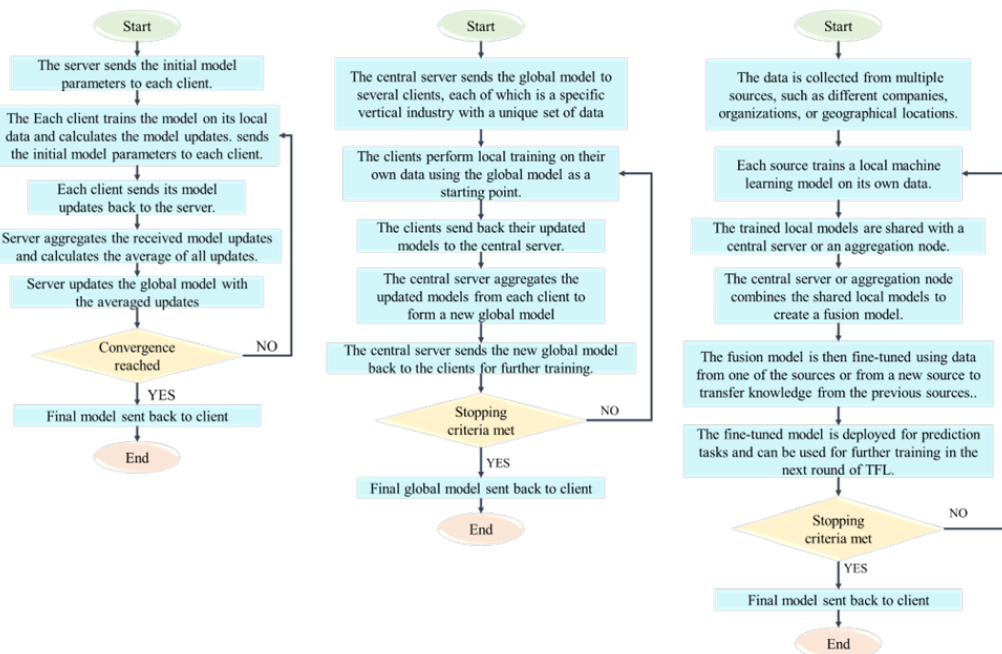 Start
The server sends the initial model
parameters to each client.
The Each client trains the model on its local
data and calculates the model updates. sends
the initial model parameters to each client.
Each client sends its model
updates back to the server.
Server aggregates the received model updates
and calculates the average of all updates.
Server updates the global model with
the averaged updates
Convergence
reached
NO
YES
Final model sent back to client
End
Start
The central server sends the global model to
several clients, each of which is a specific
vertical industry with a unique set of data
The clients perform local training on their
own data using the global model as a
starting point.
The clients send back their updated
models to the central server.
The central server aggregates the
updated models from each client to
form a new global model
The central server sends the new global model
back to the clients for further training.
Stopping
criteria met
NO
YES
Final global model sent back to client
End
Start
The data is collected from multiple
sources, such as different companies,
organizations, or geographical locations.
Each source trains a local machine
learning model on its own data.
The trained local models are shared with a
central server or an aggregation node.
The central server or aggregation node
combines the shared local models to
create a fusion model.
The fusion model is then fine-tuned using data
from one of the sources or from a new source to
transfer knowledge from the previous sources..
The fine-tuned model is deployed for prediction
tasks and can be used for further training in the
next round of TFL.
Stopping
criteria met
NO
YES
Final model sent back to client
End